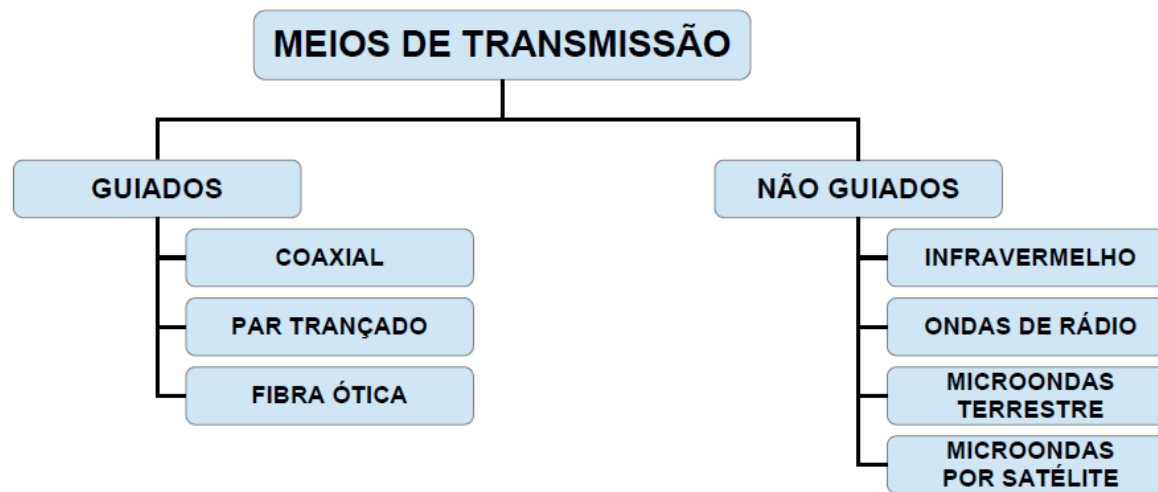 MEIOS DE TRANSMISSÃO
GUIADOS
COAXIAL
PAR TRANÇADO
FIBRA ÓTICA
NÃO GUIADOS
INFRAVERMELHO
ONDAS DE RÁDIO
MICROONDAS
TERRESTRE
MICROONDAS
POR SATÉLITE